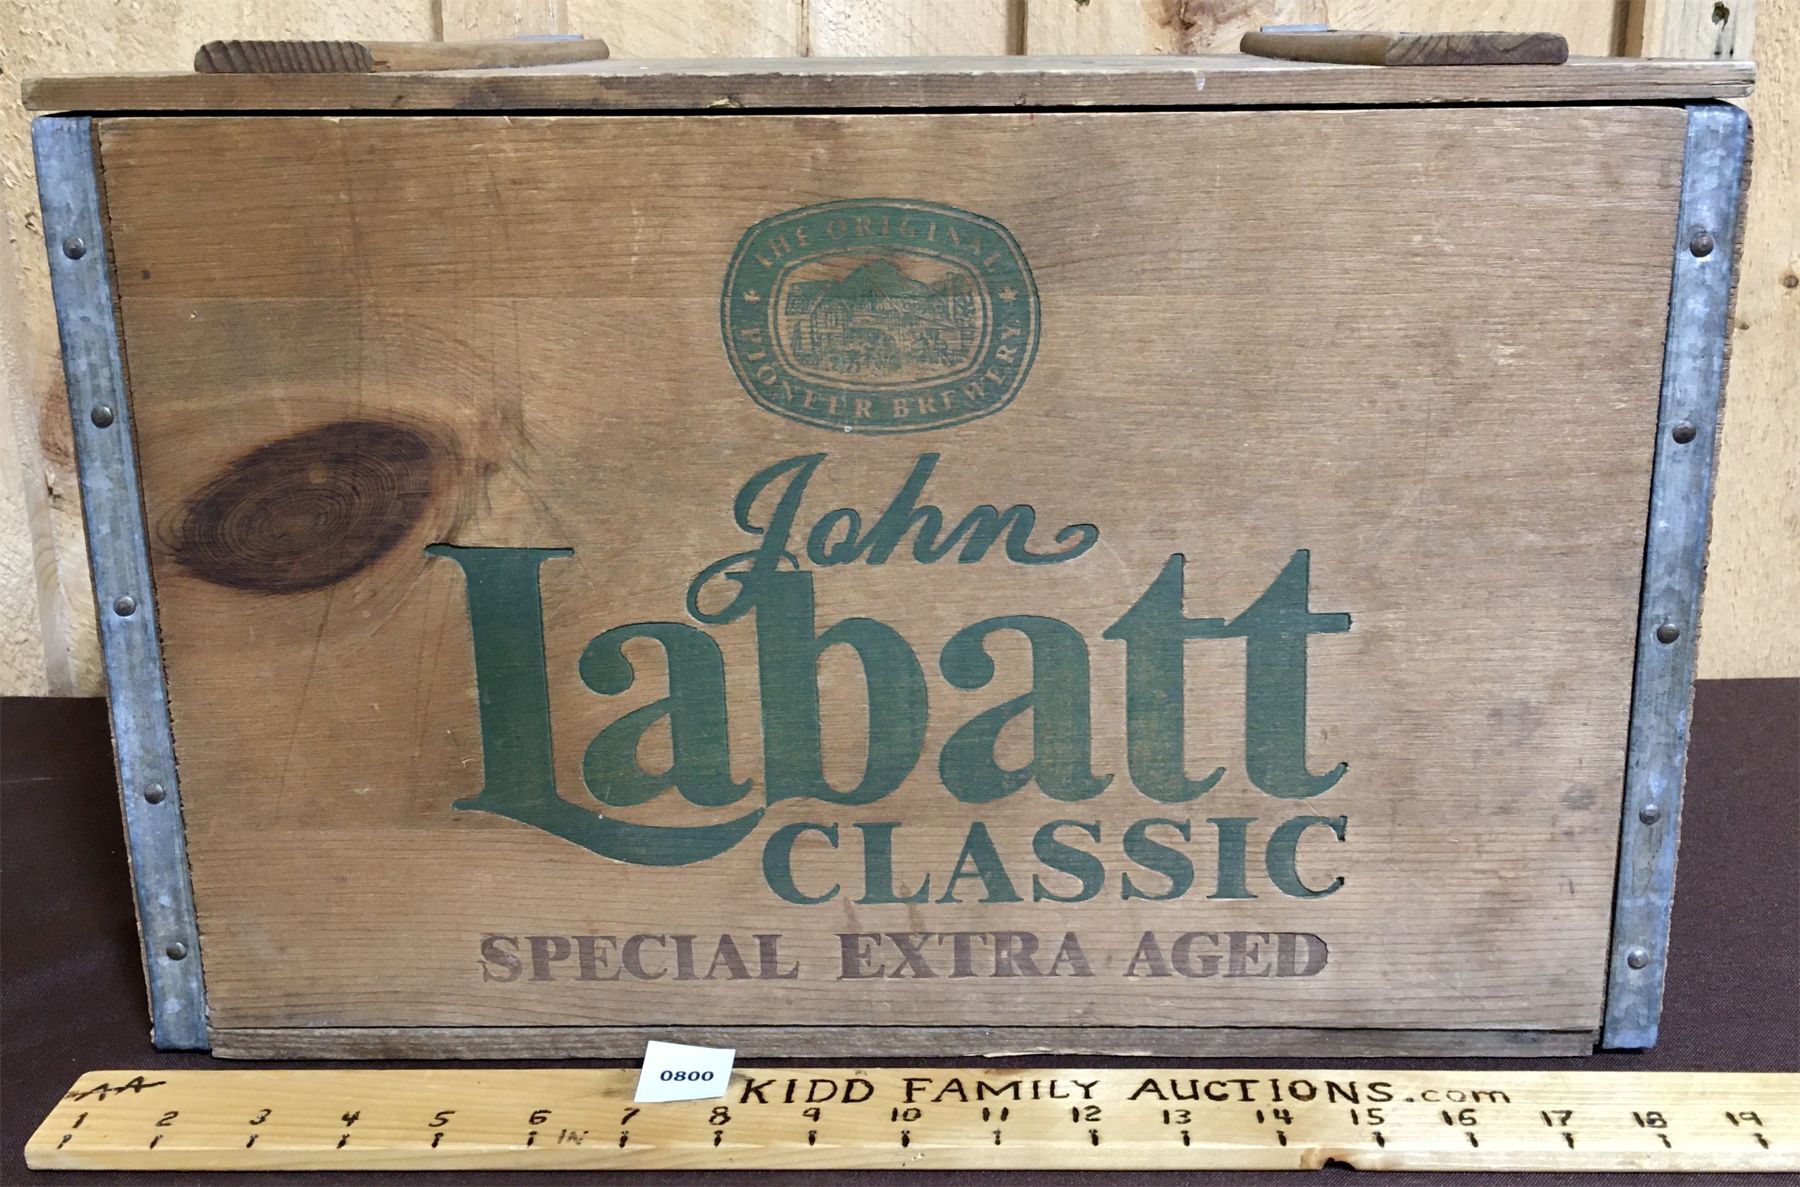 THE ORIGINAL
PIONEER BREWERY
John
Labatt
CLASSIC
SPECIAL EXTRA AGED
0800
KIDD FAMILY AUCTIONS.com
AA
1 2 3 4 5 6 7 8 9 10 11 12 13 14 15 16 17 18 19
IN